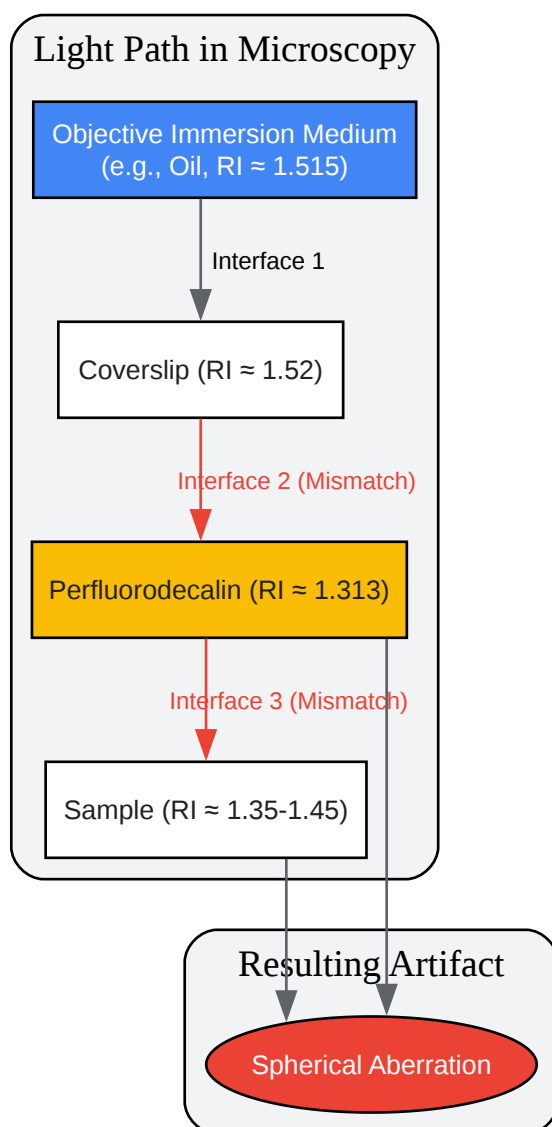 Light Path in Microscopy
Objective Immersion Medium
(e.g., Oil, RI ≈ 1.515)
Interface 1
Coverslip (RI ≈ 1.52)
Interface 2 (Mismatch)
Perfluorodecalin (RI ≈ 1.313)
Interface 3 (Mismatch)
Sample (RI ≈ 1.35-1.45)
Resulting Artifact
Spherical Aberration